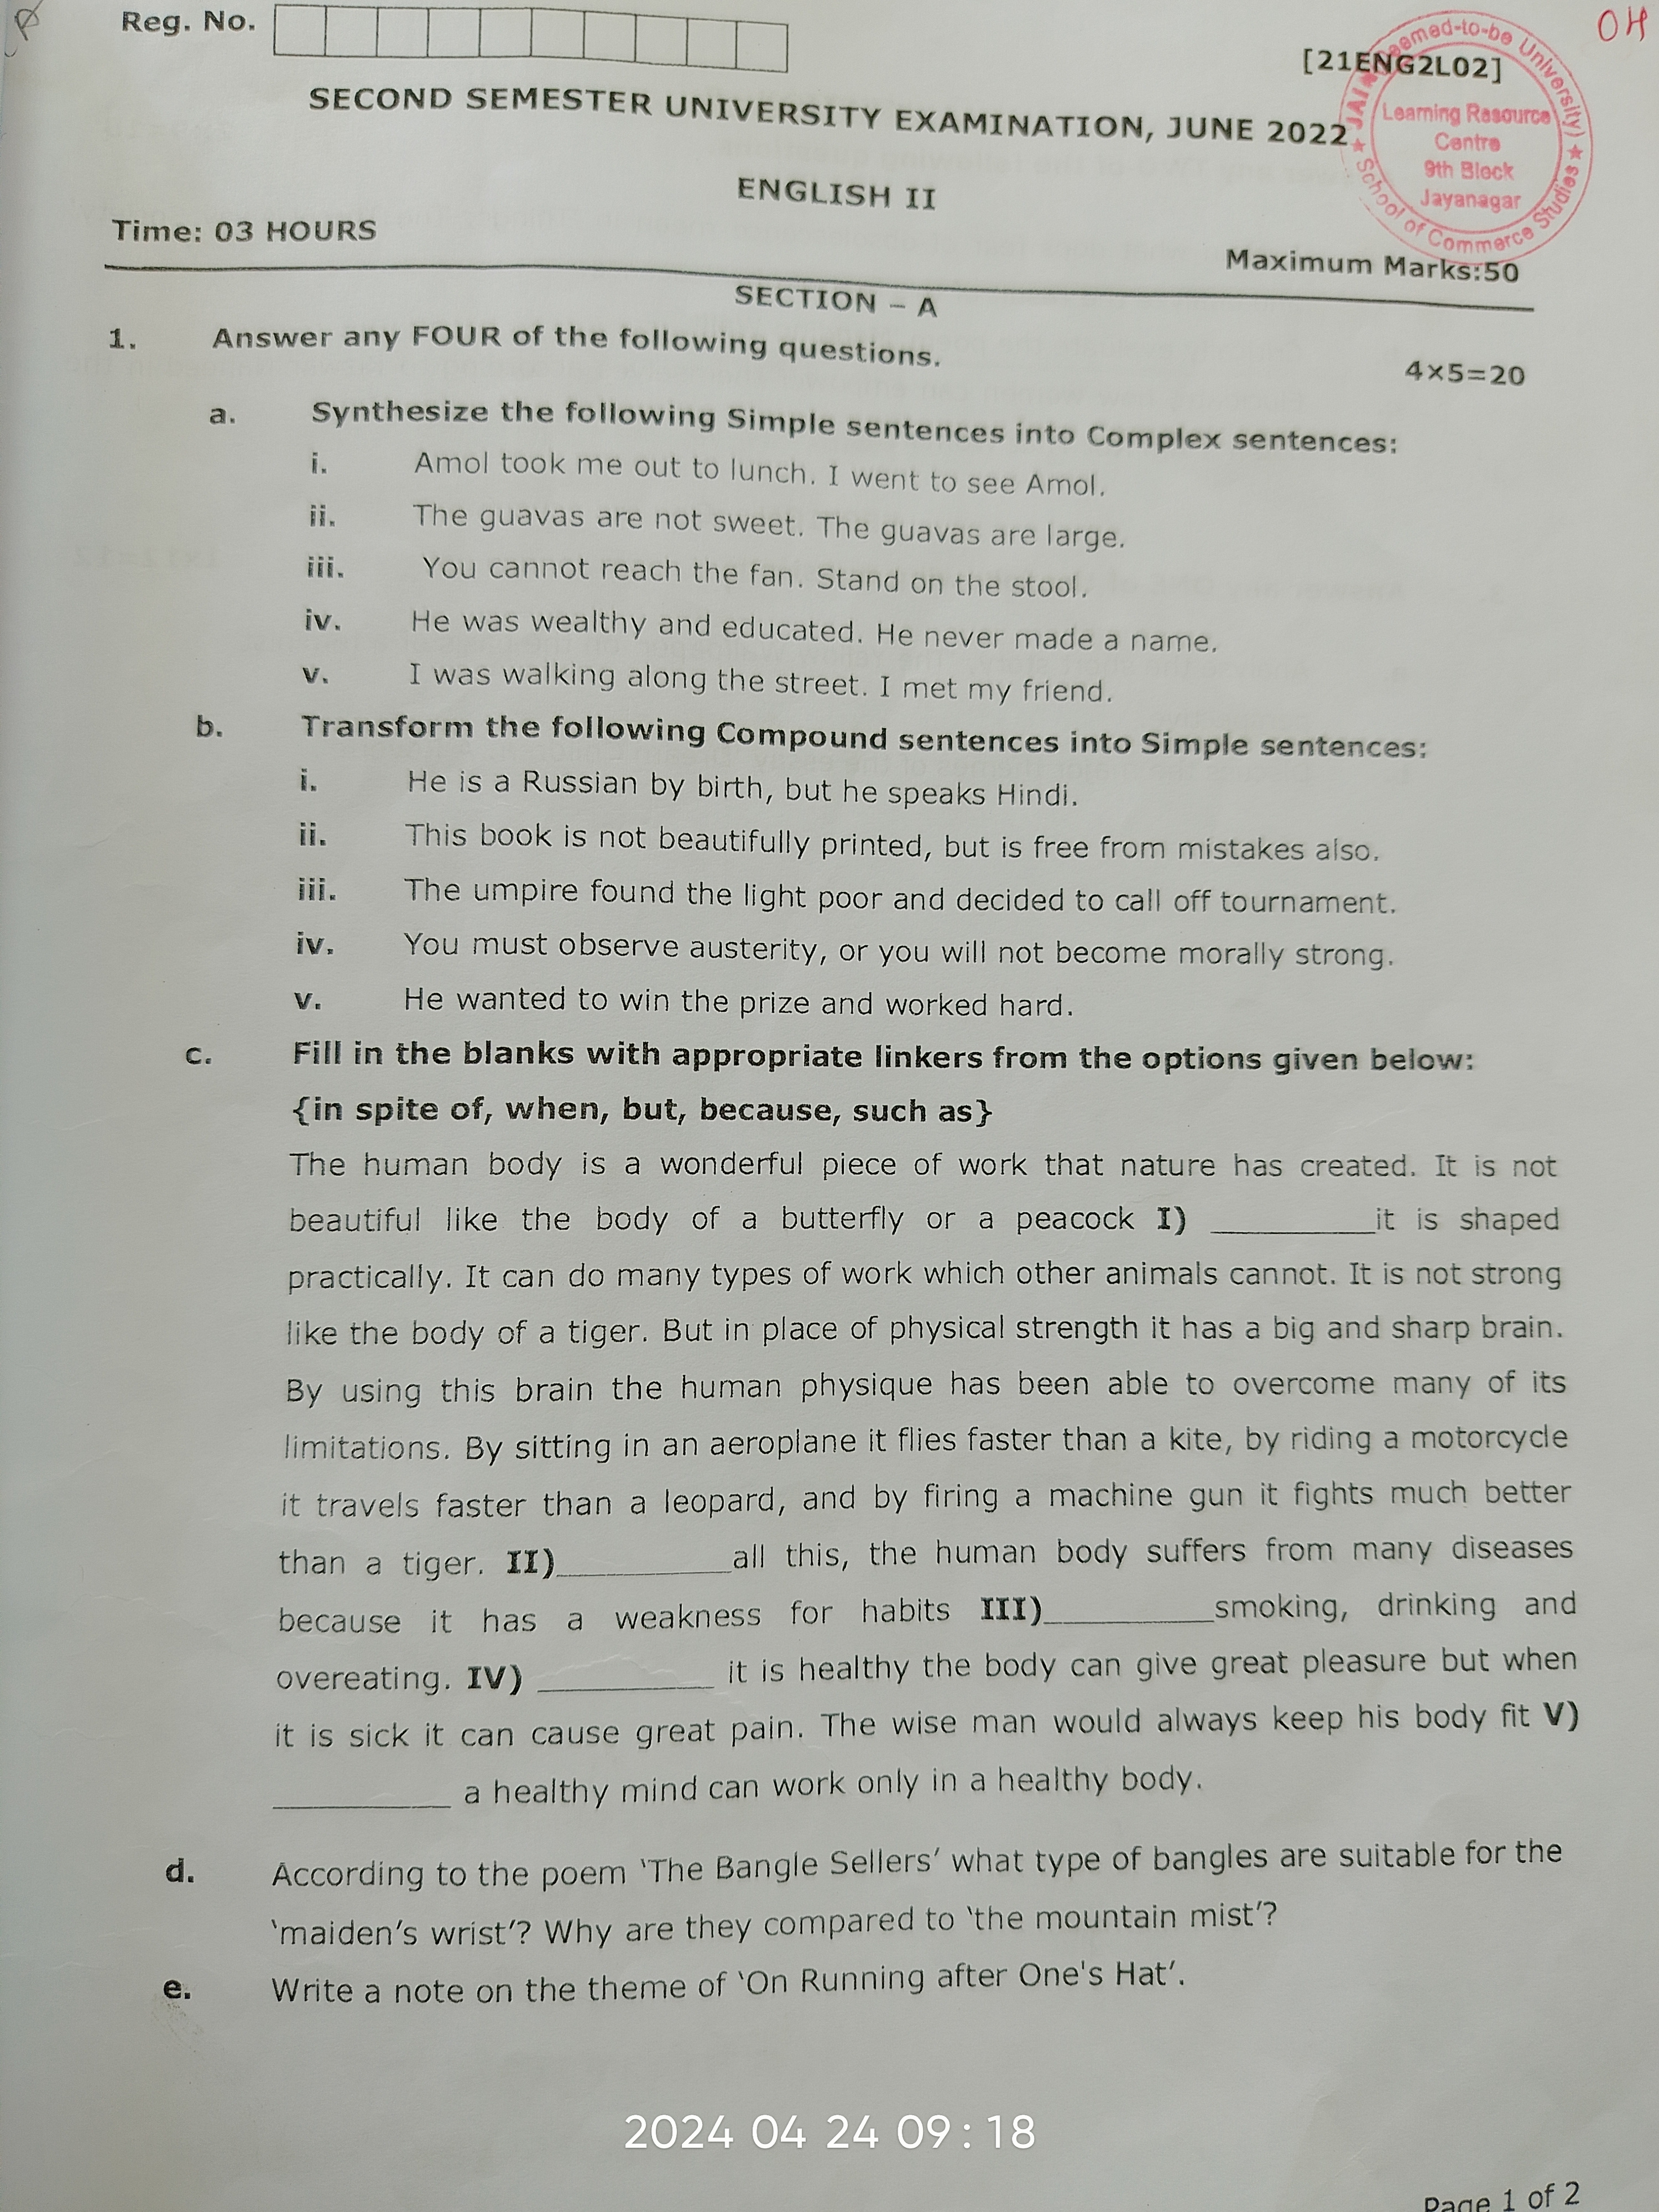 Reg. No.
OH
[21ENG2L02]
JAIN (Deemed-to-be University)
★ School of Commerce Studies ★
Learning Resource
Centre
9th Block
Jayanagar
SECOND SEMESTER UNIVERSITY EXAMINATION, JUNE 2022
ENGLISH II
Time: 03 HOURS
Maximum Marks:50
SECTION – A
1. Answer any FOUR of the following questions.
4×5=20
a. Synthesize the following Simple sentences into Complex sentences:
i. Amol took me out to lunch. I went to see Amol.
ii. The guavas are not sweet. The guavas are large.
iii. You cannot reach the fan. Stand on the stool.
iv. He was wealthy and educated. He never made a name.
v. I was walking along the street. I met my friend.
b. Transform the following Compound sentences into Simple sentences:
i. He is a Russian by birth, but he speaks Hindi.
ii. This book is not beautifully printed, but is free from mistakes also.
iii. The umpire found the light poor and decided to call off tournament.
iv. You must observe austerity, or you will not become morally strong.
v. He wanted to win the prize and worked hard.
c. Fill in the blanks with appropriate linkers from the options given below:
{in spite of, when, but, because, such as}
The human body is a wonderful piece of work that nature has created. It is not
beautiful like the body of a butterfly or a peacock I) __________it is shaped
practically. It can do many types of work which other animals cannot. It is not strong
like the body of a tiger. But in place of physical strength it has a big and sharp brain.
By using this brain the human physique has been able to overcome many of its
limitations. By sitting in an aeroplane it flies faster than a kite, by riding a motorcycle
it travels faster than a leopard, and by firing a machine gun it fights much better
than a tiger. II)__________all this, the human body suffers from many diseases
because it has a weakness for habits III)__________smoking, drinking and
overeating. IV) __________ it is healthy the body can give great pleasure but when
it is sick it can cause great pain. The wise man would always keep his body fit V)
__________ a healthy mind can work only in a healthy body.
d. According to the poem ‘The Bangle Sellers’ what type of bangles are suitable for the
‘maiden’s wrist’? Why are they compared to ‘the mountain mist’?
e. Write a note on the theme of ‘On Running after One's Hat’.
2024 04 24 09:18
Page 1 of 2